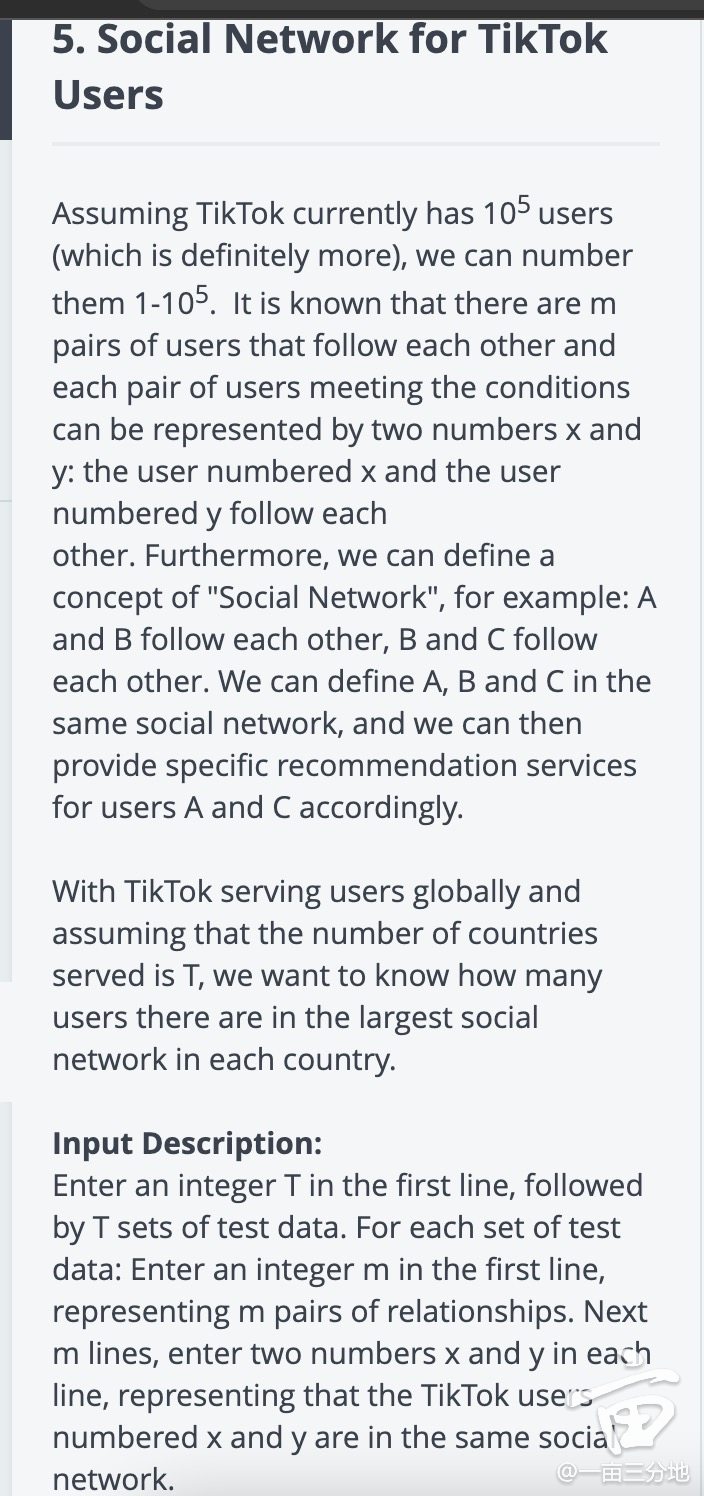 5. Social Network for TikTok
Users
Assuming TikTok currently has 10⁵ users
(which is definitely more), we can number
them 1-10⁵.  It is known that there are m
pairs of users that follow each other and
each pair of users meeting the conditions
can be represented by two numbers x and
y: the user numbered x and the user
numbered y follow each
other. Furthermore, we can define a
concept of "Social Network", for example: A
and B follow each other, B and C follow
each other. We can define A, B and C in the
same social network, and we can then
provide specific recommendation services
for users A and C accordingly.
With TikTok serving users globally and
assuming that the number of countries
served is T, we want to know how many
users there are in the largest social
network in each country.
Input Description:
Enter an integer T in the first line, followed
by T sets of test data. For each set of test
data: Enter an integer m in the first line,
representing m pairs of relationships. Next
m lines, enter two numbers x and y in each
line, representing that the TikTok users
numbered x and y are in the same social
network.
亩
@一亩三分地